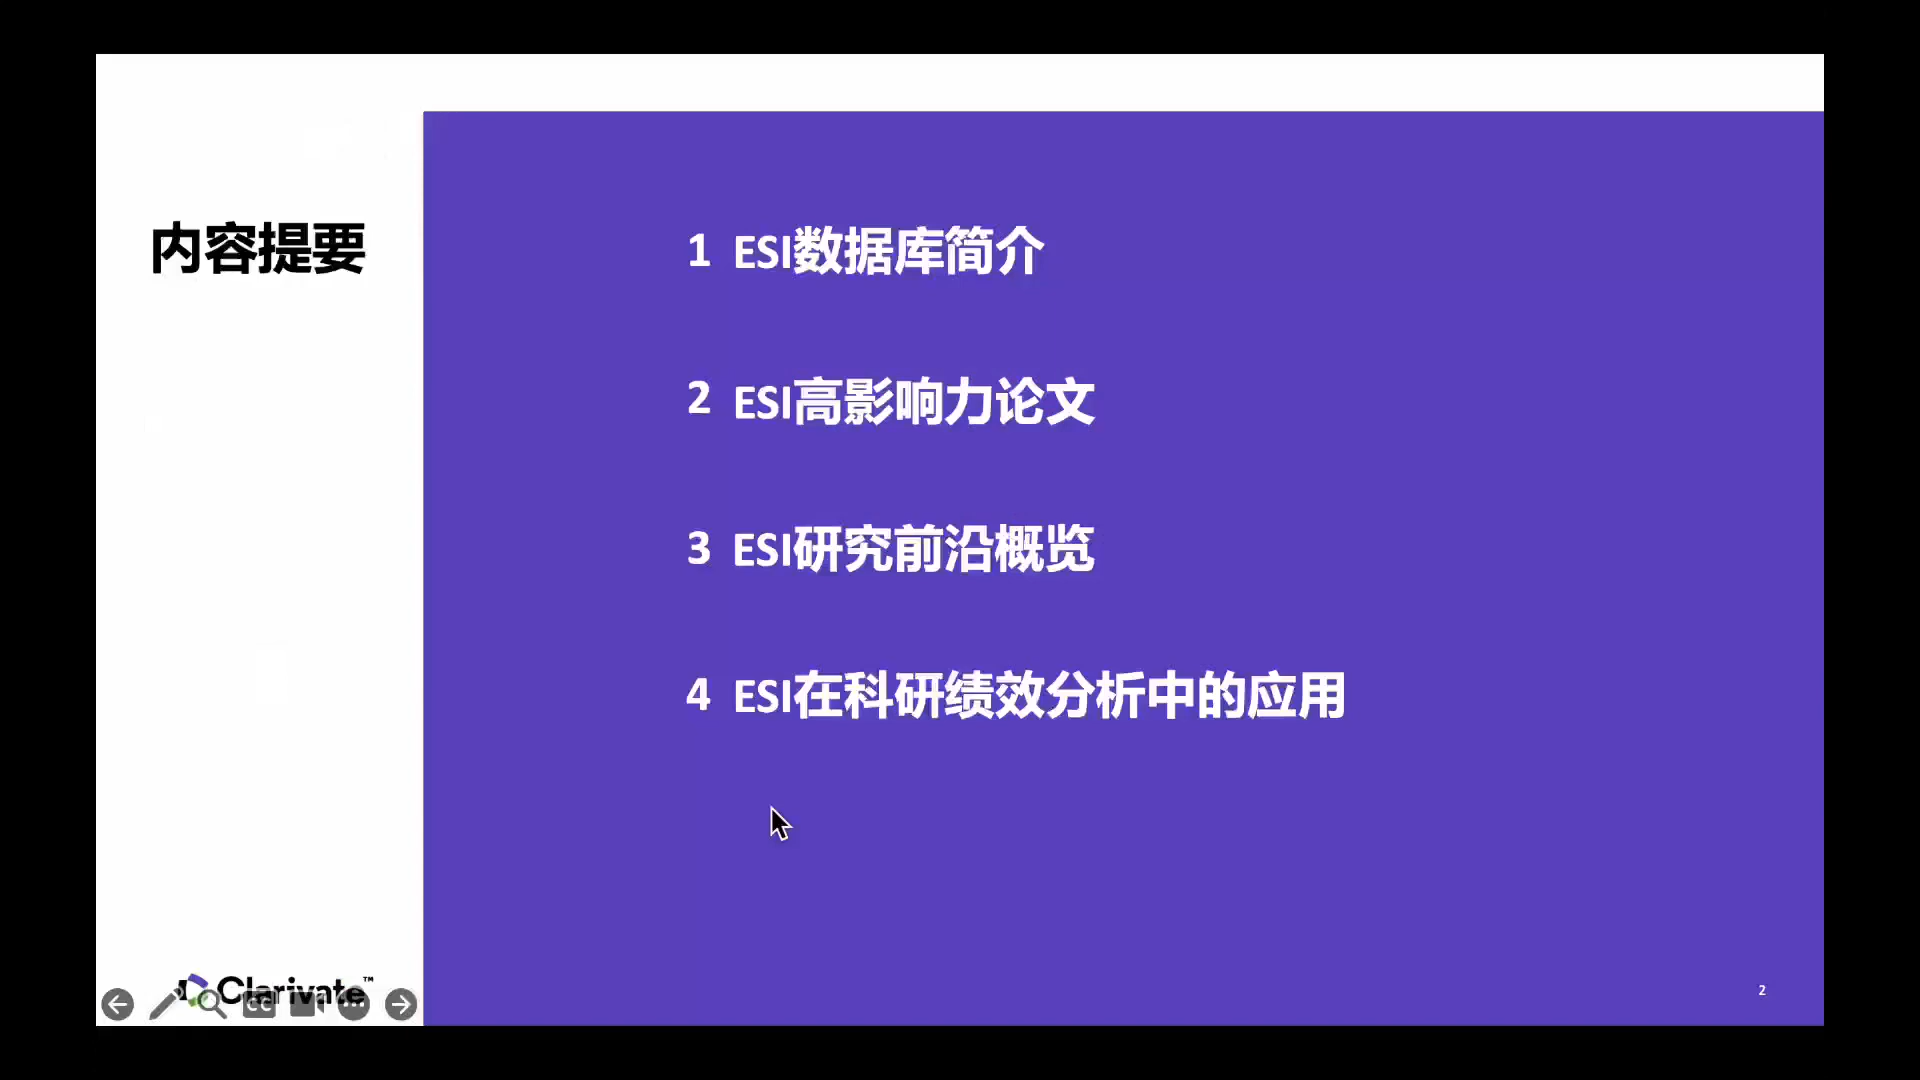 内容提要
1 ESI数据库简介
2 ESI高影响力论文
3 ESI研究前沿概览
4 ESI在科研绩效分析中的应用
Clarivate™
CC
2